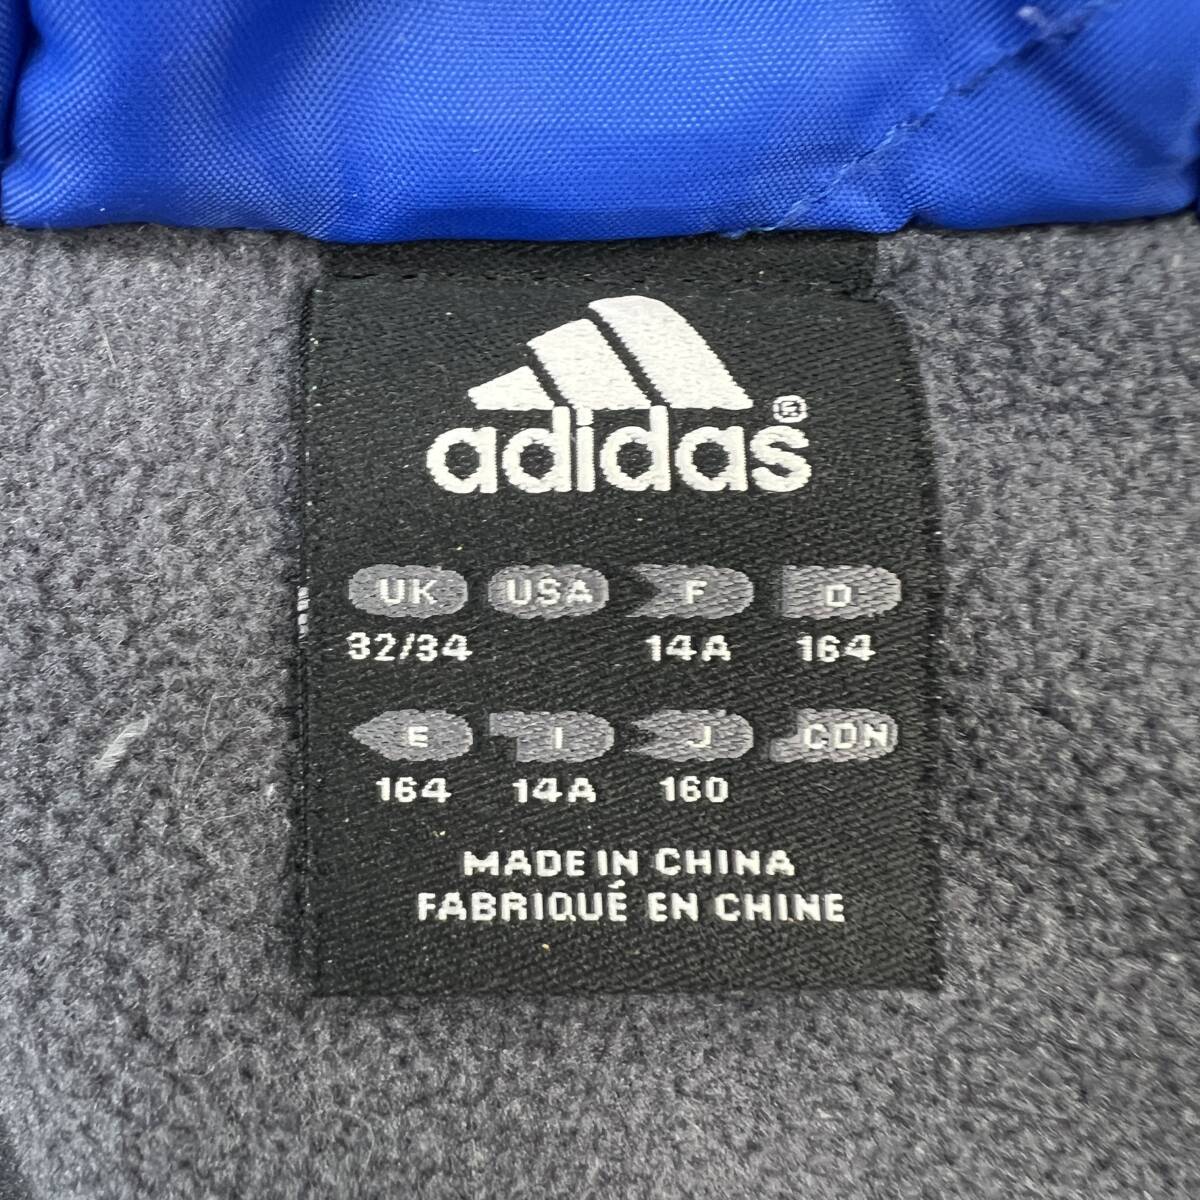 adidas®
UK USA F D
32/34 14A 164
E I J CDN
164 14A 160
MADE IN CHINA
FABRIQUÉ EN CHINE